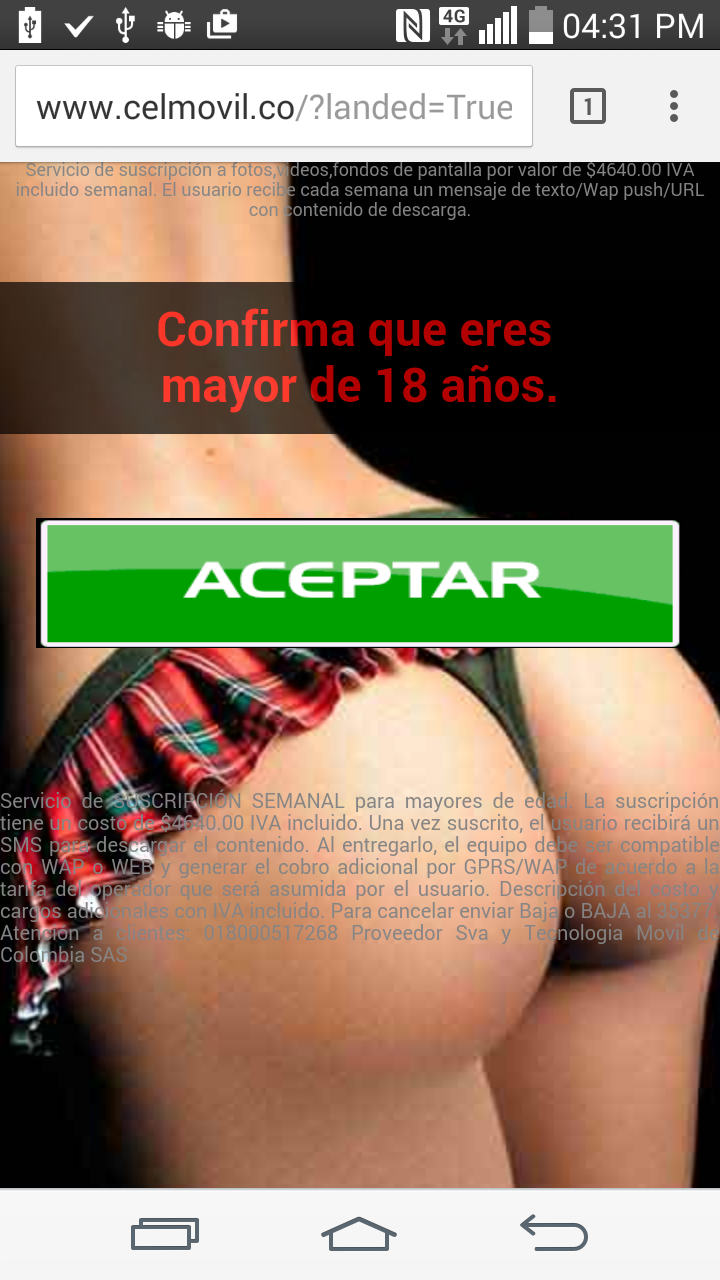 4G
04:31 PM
www.celmovil.co/?landed=True
1
Servicio de suscripción a fotos,videos,fondos de pantalla por valor de $4640.00 IVA
incluido semanal. El usuario recibe cada semana un mensaje de texto/Wap push/URL
con contenido de descarga.
Confirma que eres
mayor de 18 años.
ACEPTAR
Servicio de SUSCRIPCIÓN SEMANAL para mayores de edad. La suscripción
tiene un costo de $4640.00 IVA incluido. Una vez suscrito, el usuario recibirá un
SMS para descargar el contenido. Al entregarlo, el equipo debe ser compatible
con WAP o WEB y generar el cobro adicional por GPRS/WAP de acuerdo a la
tarifa del operador que será asumida por el usuario. Descripción del costo y
cargos adicionales con IVA incluido. Para cancelar enviar Baja o BAJA al
Atención a clientes: 018000517268 Proveedor Sva y Tecnologia Movil de
Colombia SAS